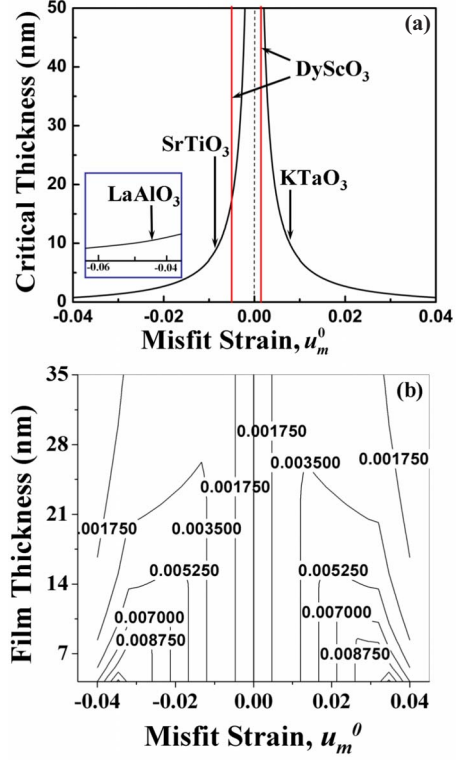 (a)
Critical Thickness (nm)
50
40
30
20
10
0
DyScO₃
SrTiO₃
KTaO₃
LaAlO₃
-0.06 -0.04
-0.04 -0.02 0.00 0.02 0.04
Misfit Strain, u⁰ₘ
(b)
Film Thickness (nm)
35
28
21
14
7
0.001750
0.003500 0.001750
0.001750
.001750 0.003500
0.005250 0.005250
0.007000 0.007000
0.008750
0.008750
-0.04 -0.02 0.00 0.02 0.04
Misfit Strain, uₘ⁰